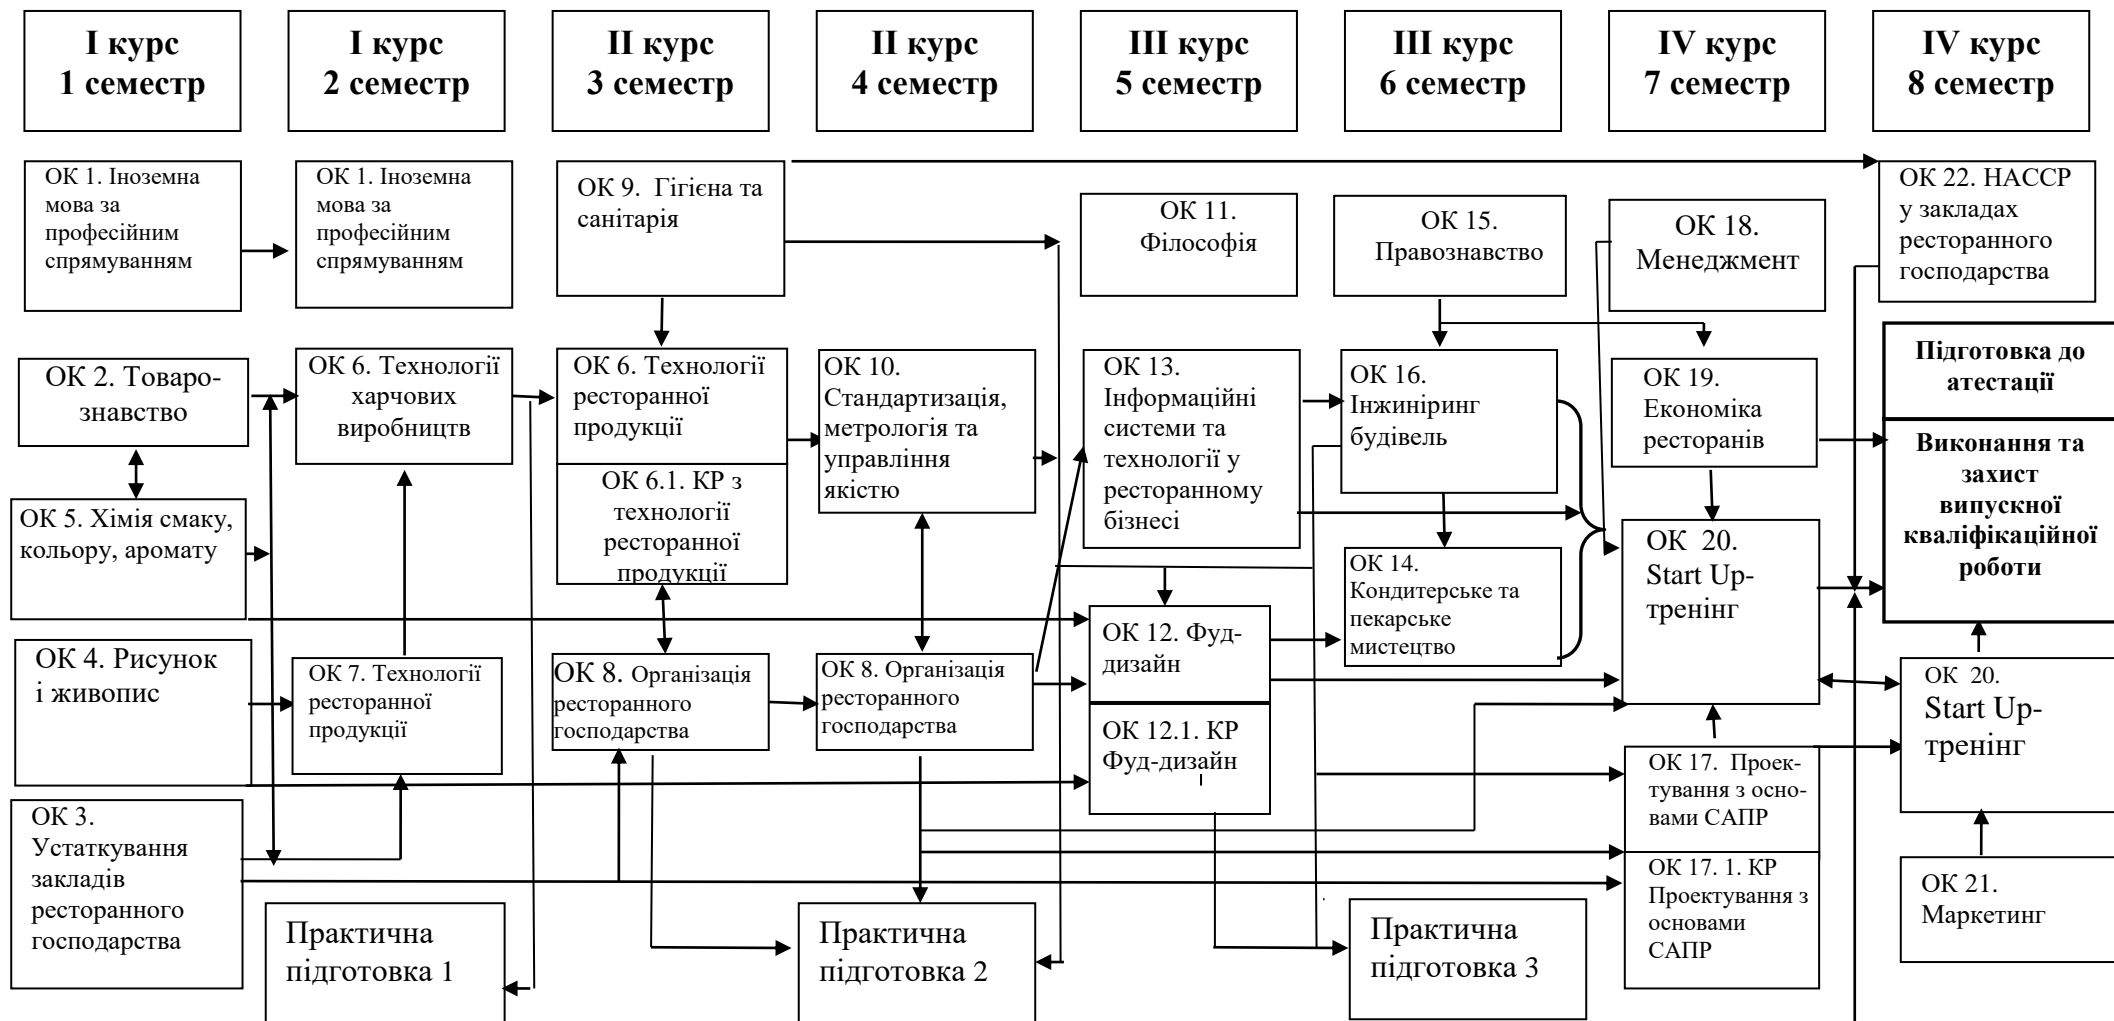 І курс
1 семестр
І курс
2 семестр
ІІ курс
3 семестр
ІІ курс
4 семестр
ІІІ курс
5 семестр
ІІІ курс
6 семестр
ІV курс
7 семестр
ІV курс
8 семестр
ОК 1. Іноземна
мова за
професійним
спрямуванням
ОК 1. Іноземна
мова за
професійним
спрямуванням
ОК 9. Гігієна та
санітарія
ОК 11.
Філософія
ОК 15.
Правознавство
ОК 18.
Менеджмент
ОК 22. НАССР
у закладах
ресторанного
господарства
ОК 2. Товаро-
знавство
ОК 6. Технології
харчових
виробництв
ОК 6. Технології
ресторанної
продукції
ОК 10.
Стандартизація,
метрологія та
управління
якістю
ОК 13.
Інформаційні
системи та
технології у
ресторанному
бізнесі
ОК 16.
Інжиніринг
будівель
ОК 19.
Економіка
ресторанів
Підготовка до
атестації
Виконання та
захист
випускної
кваліфікаційної
роботи
ОК 5. Хімія смаку,
кольору, аромату
ОК 6.1. КР з
технології
ресторанної
продукції
ОК 14.
Кондитерське та
пекарське
мистецтво
ОК 20.
Start Up-
тренінг
ОК 4. Рисунок
і живопис
ОК 7. Технології
ресторанної
продукції
ОК 8. Організація
ресторанного
господарства
ОК 8. Організація
ресторанного
господарства
ОК 12. Фуд-
дизайн
ОК 12.1. КР
Фуд-дизайн
ОК 20.
Start Up-
тренінг
ОК 3.
Устаткування
закладів
ресторанного
господарства
ОК 17. Проек-
тування з осно-
вами САПР
ОК 17. 1. КР
Проектування з
основами
САПР
ОК 21.
Маркетинг
Практична
підготовка 1
Практична
підготовка 2
Практична
підготовка 3